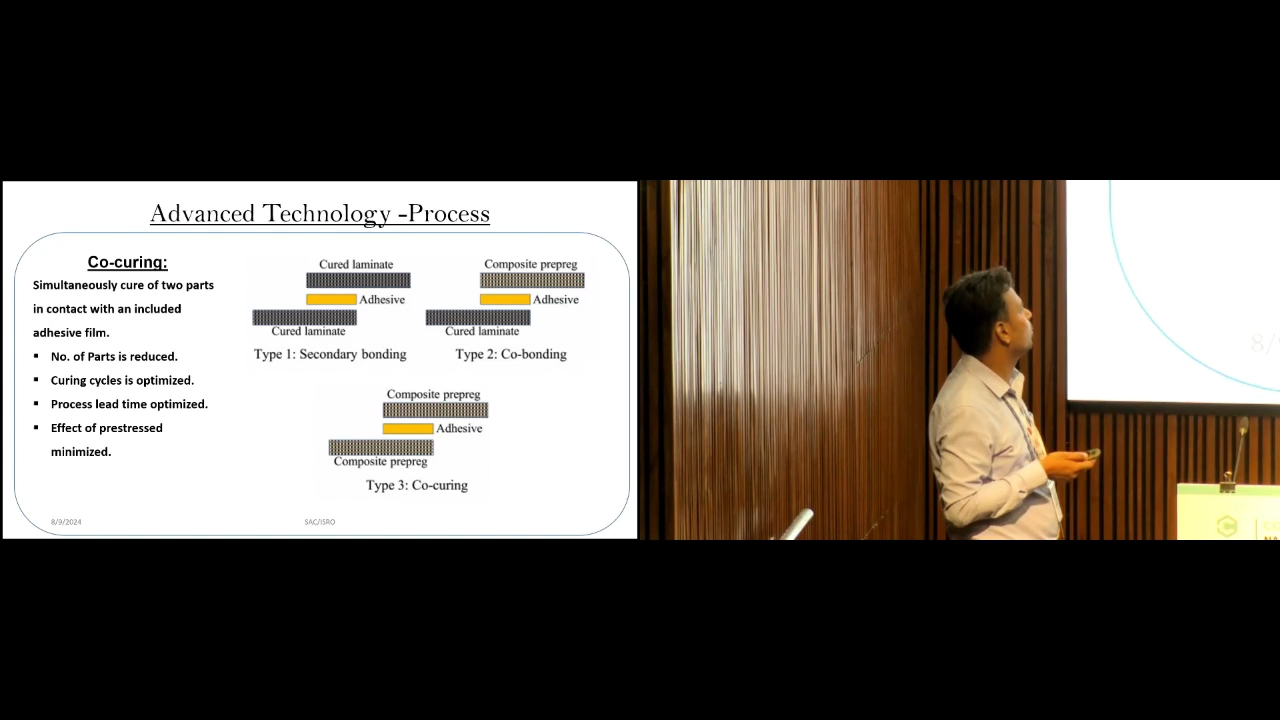 Advanced Technology -Process
Co-curing:
Simultaneously cure of two parts
in contact with an included
adhesive film.
▪ No. of Parts is reduced.
▪ Curing cycles is optimized.
▪ Process lead time optimized.
▪ Effect of prestressed
minimized.
Cured laminate
Adhesive
Cured laminate
Type 1: Secondary bonding
Composite prepreg
Adhesive
Cured laminate
Type 2: Co-bonding
Composite prepreg
Adhesive
Composite prepreg
Type 3: Co-curing
8/9/2024
SAC/ISRO
8/